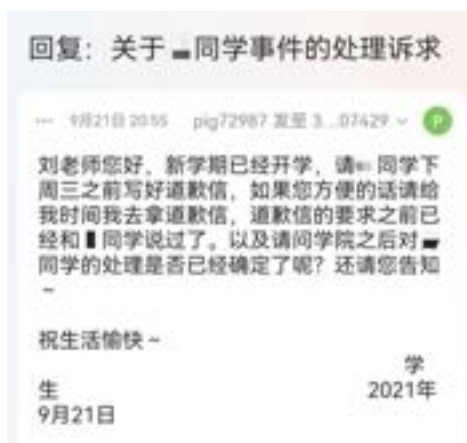 回复：关于 同学事件的处理诉求
9月21日 20:55 pig72987 发至 3...07429
P
刘老师您好，新学期已经开学，请 同学下
周三之前写好道歉信，如果您方便的话请给
我时间我去拿道歉信，道歉信的要求之前已
经和 同学说过了。以及请问学院之后对
同学的处理是否已经确定了呢？还请您告知
~
祝生活愉快~
学
生 2021年
9月21日